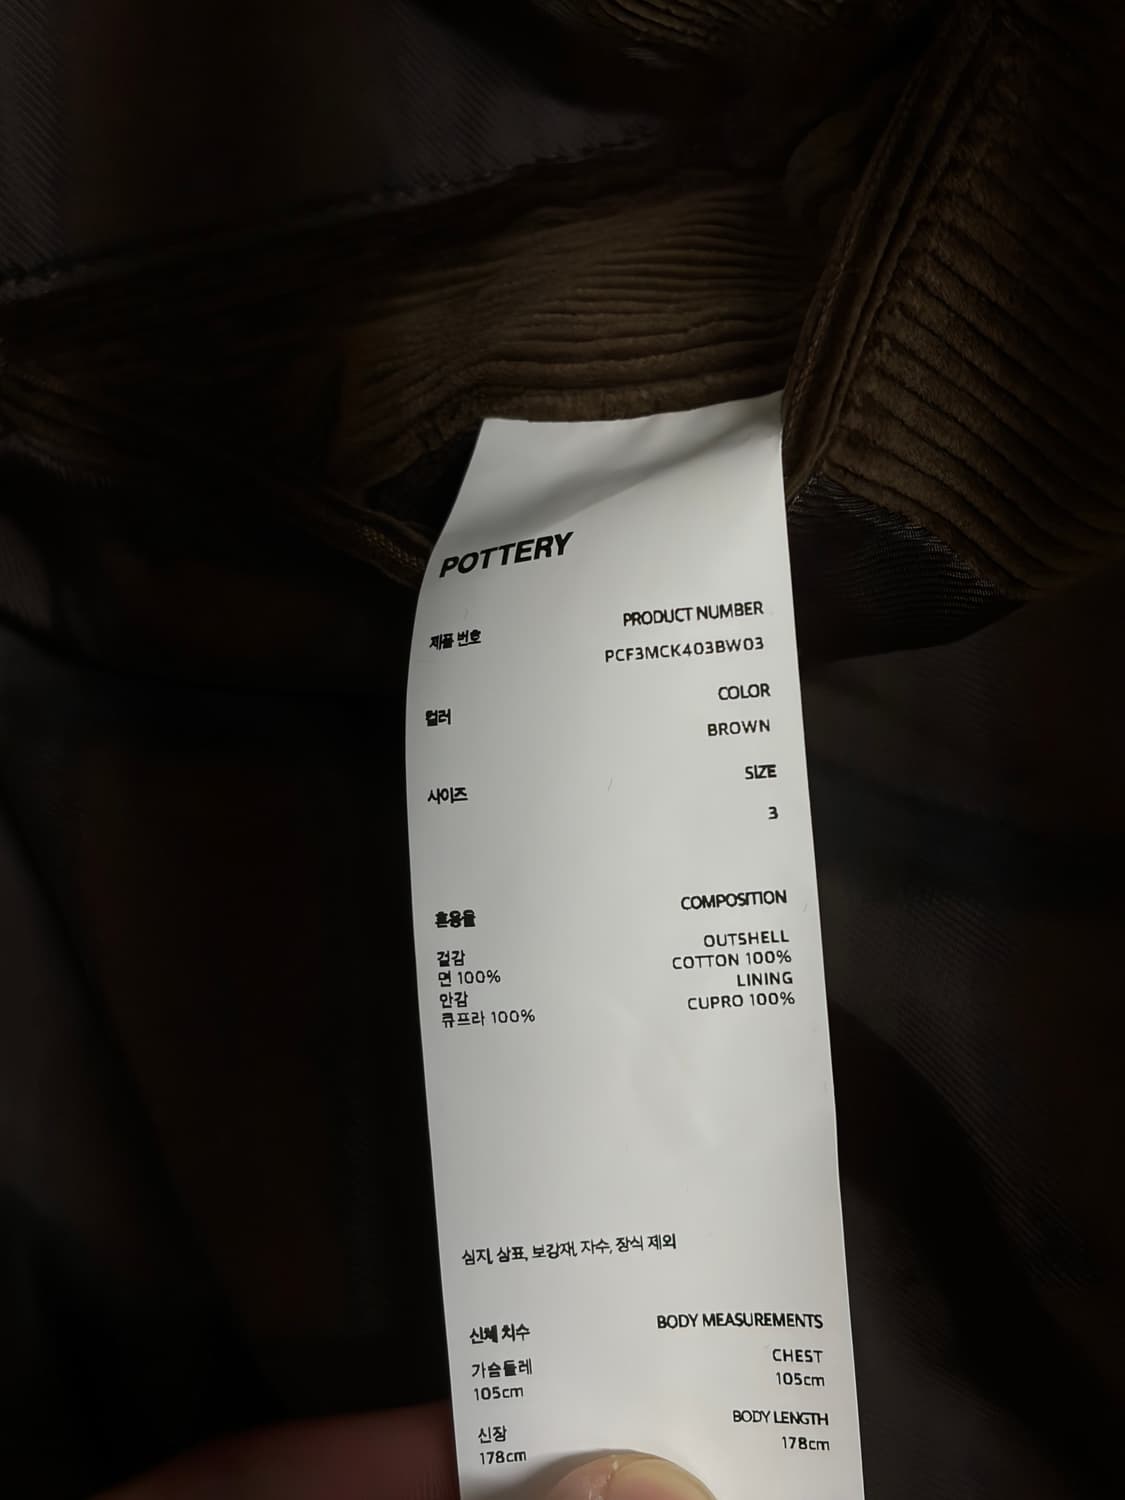 POTTERY
제품 번호
PRODUCT NUMBER
PCF3MCK403BW03
컬러
COLOR
BROWN
사이즈
SIZE
3
혼용율
COMPOSITION
겉감
OUTSHELL
면 100%
COTTON 100%
안감
LINING
큐프라 100%
CUPRO 100%
심지, 상표, 보강재, 자수, 장식 제외
신체 치수
BODY MEASUREMENTS
가슴둘레
CHEST
105cm
105cm
신장
BODY LENGTH
178cm
178cm